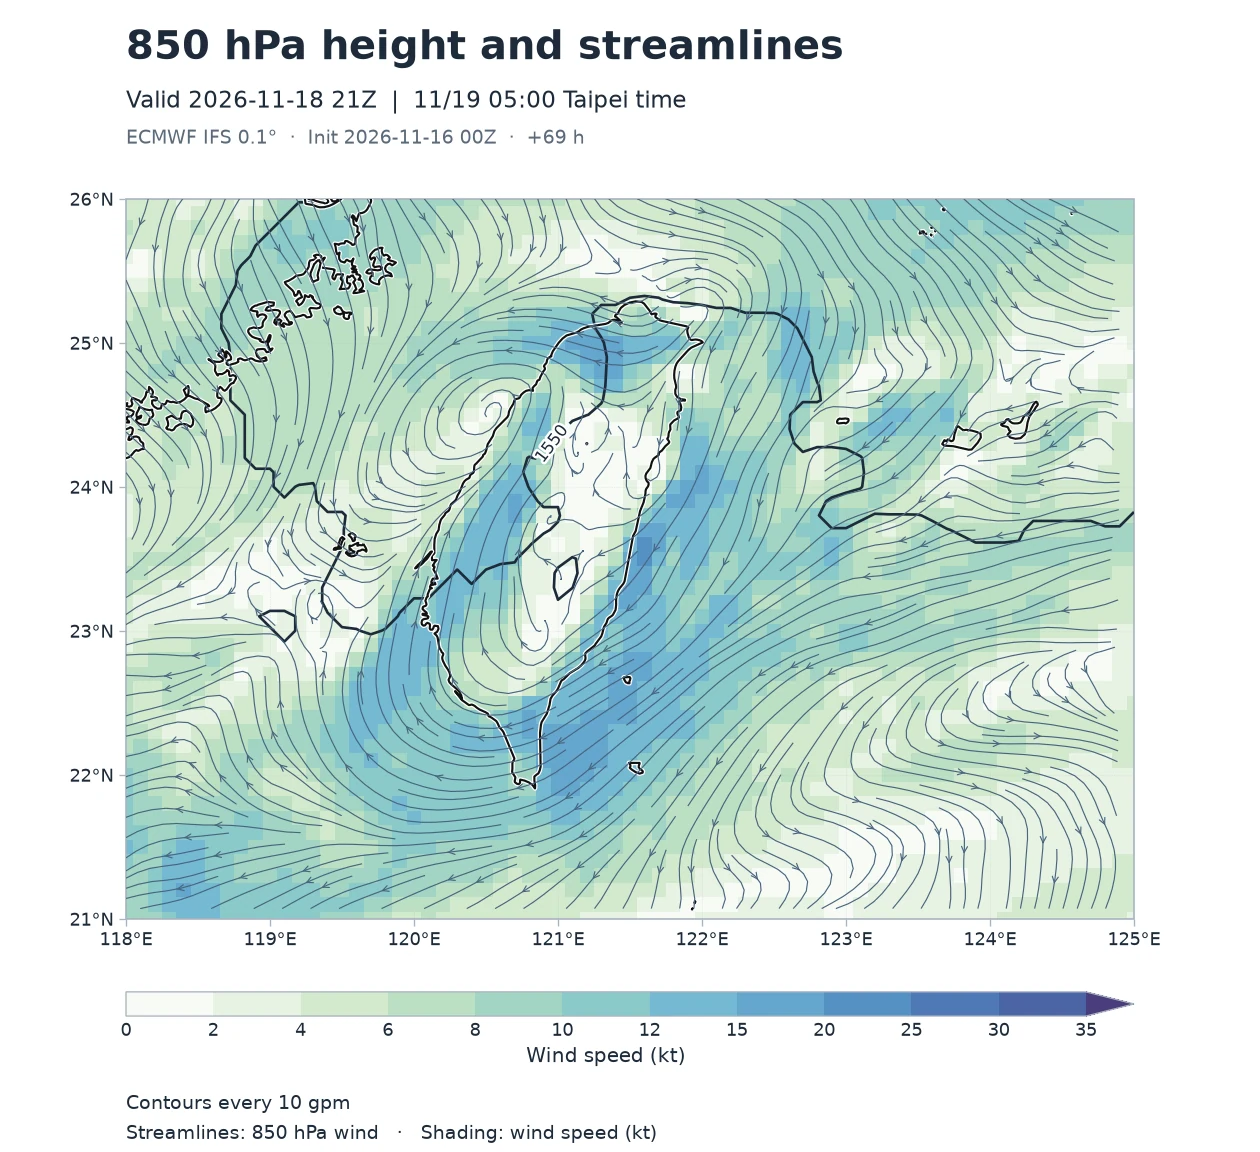 850 hPa height and streamlines
Valid 2026-11-18 21Z | 11/19 05:00 Taipei time
ECMWF IFS 0.1° · Init 2026-11-16 00Z · +69 h
26°N
25°N
24°N
23°N
22°N
21°N
1550
118°E 119°E 120°E 121°E 122°E 123°E 124°E 125°E
0 2 4 6 8 10 12 15 20 25 30 35
Wind speed (kt)
Contours every 10 gpm
Streamlines: 850 hPa wind · Shading: wind speed (kt)